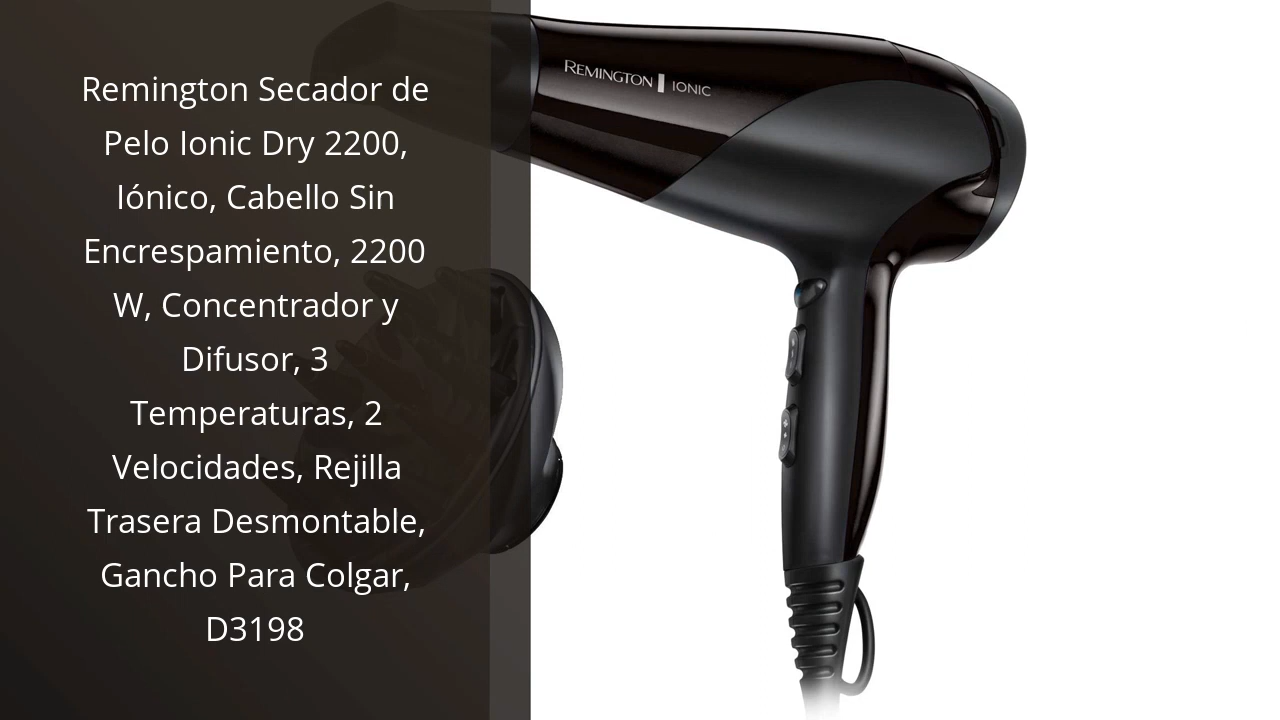 Remington Secador de
Pelo Ionic Dry 2200,
Iónico, Cabello Sin
Encrespamiento, 2200
W, Concentrador y
Difusor, 3
Temperaturas, 2
Velocidades, Rejilla
Trasera Desmontable,
Gancho Para Colgar,
D3198
REMINGTON IONIC